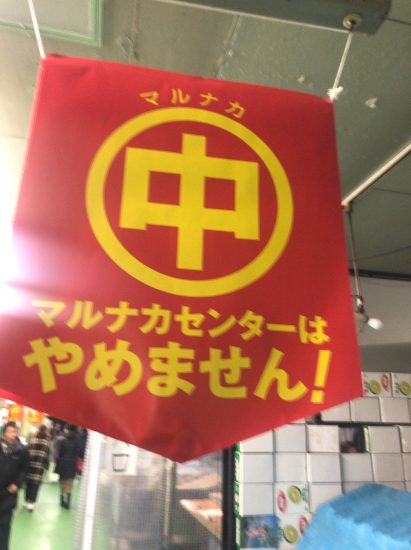 マルナカ
中
マルナカセンターは
やめません!